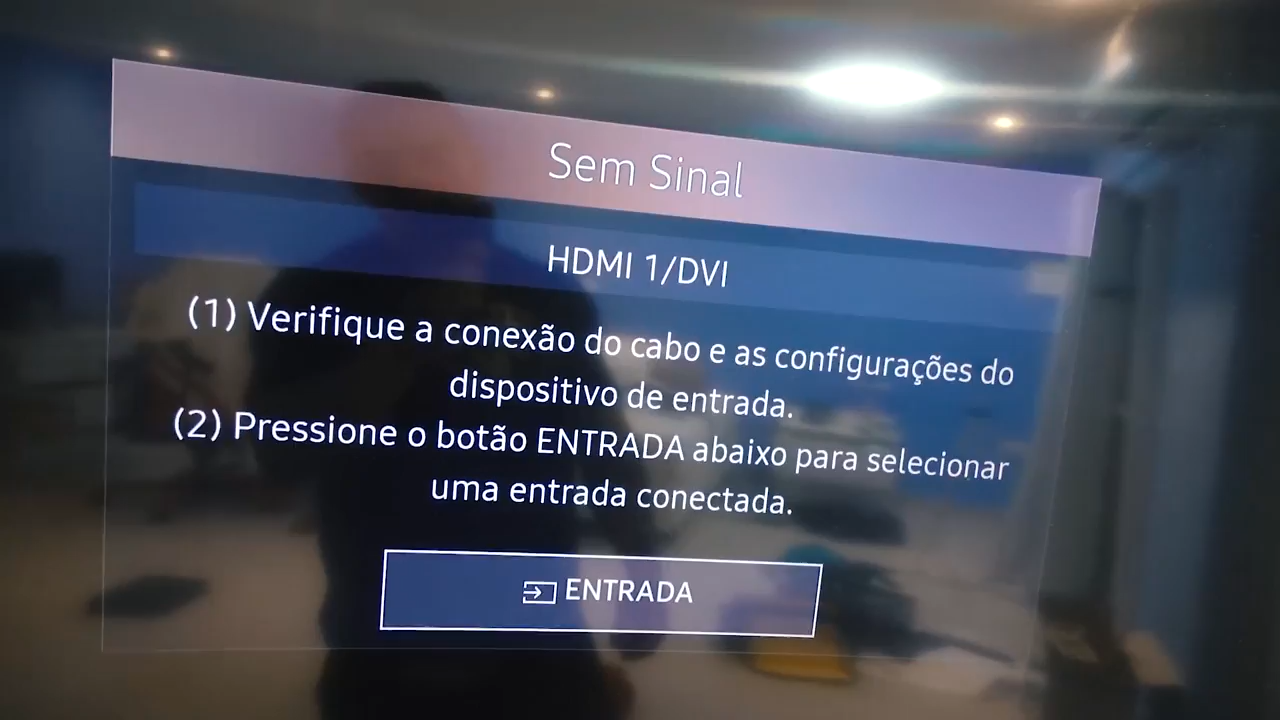 Sem Sinal
HDMI 1/DVI
(1) Verifique a conexão do cabo e as configurações do
dispositivo de entrada.
(2) Pressione o botão ENTRADA abaixo para selecionar
uma entrada conectada.
ENTRADA